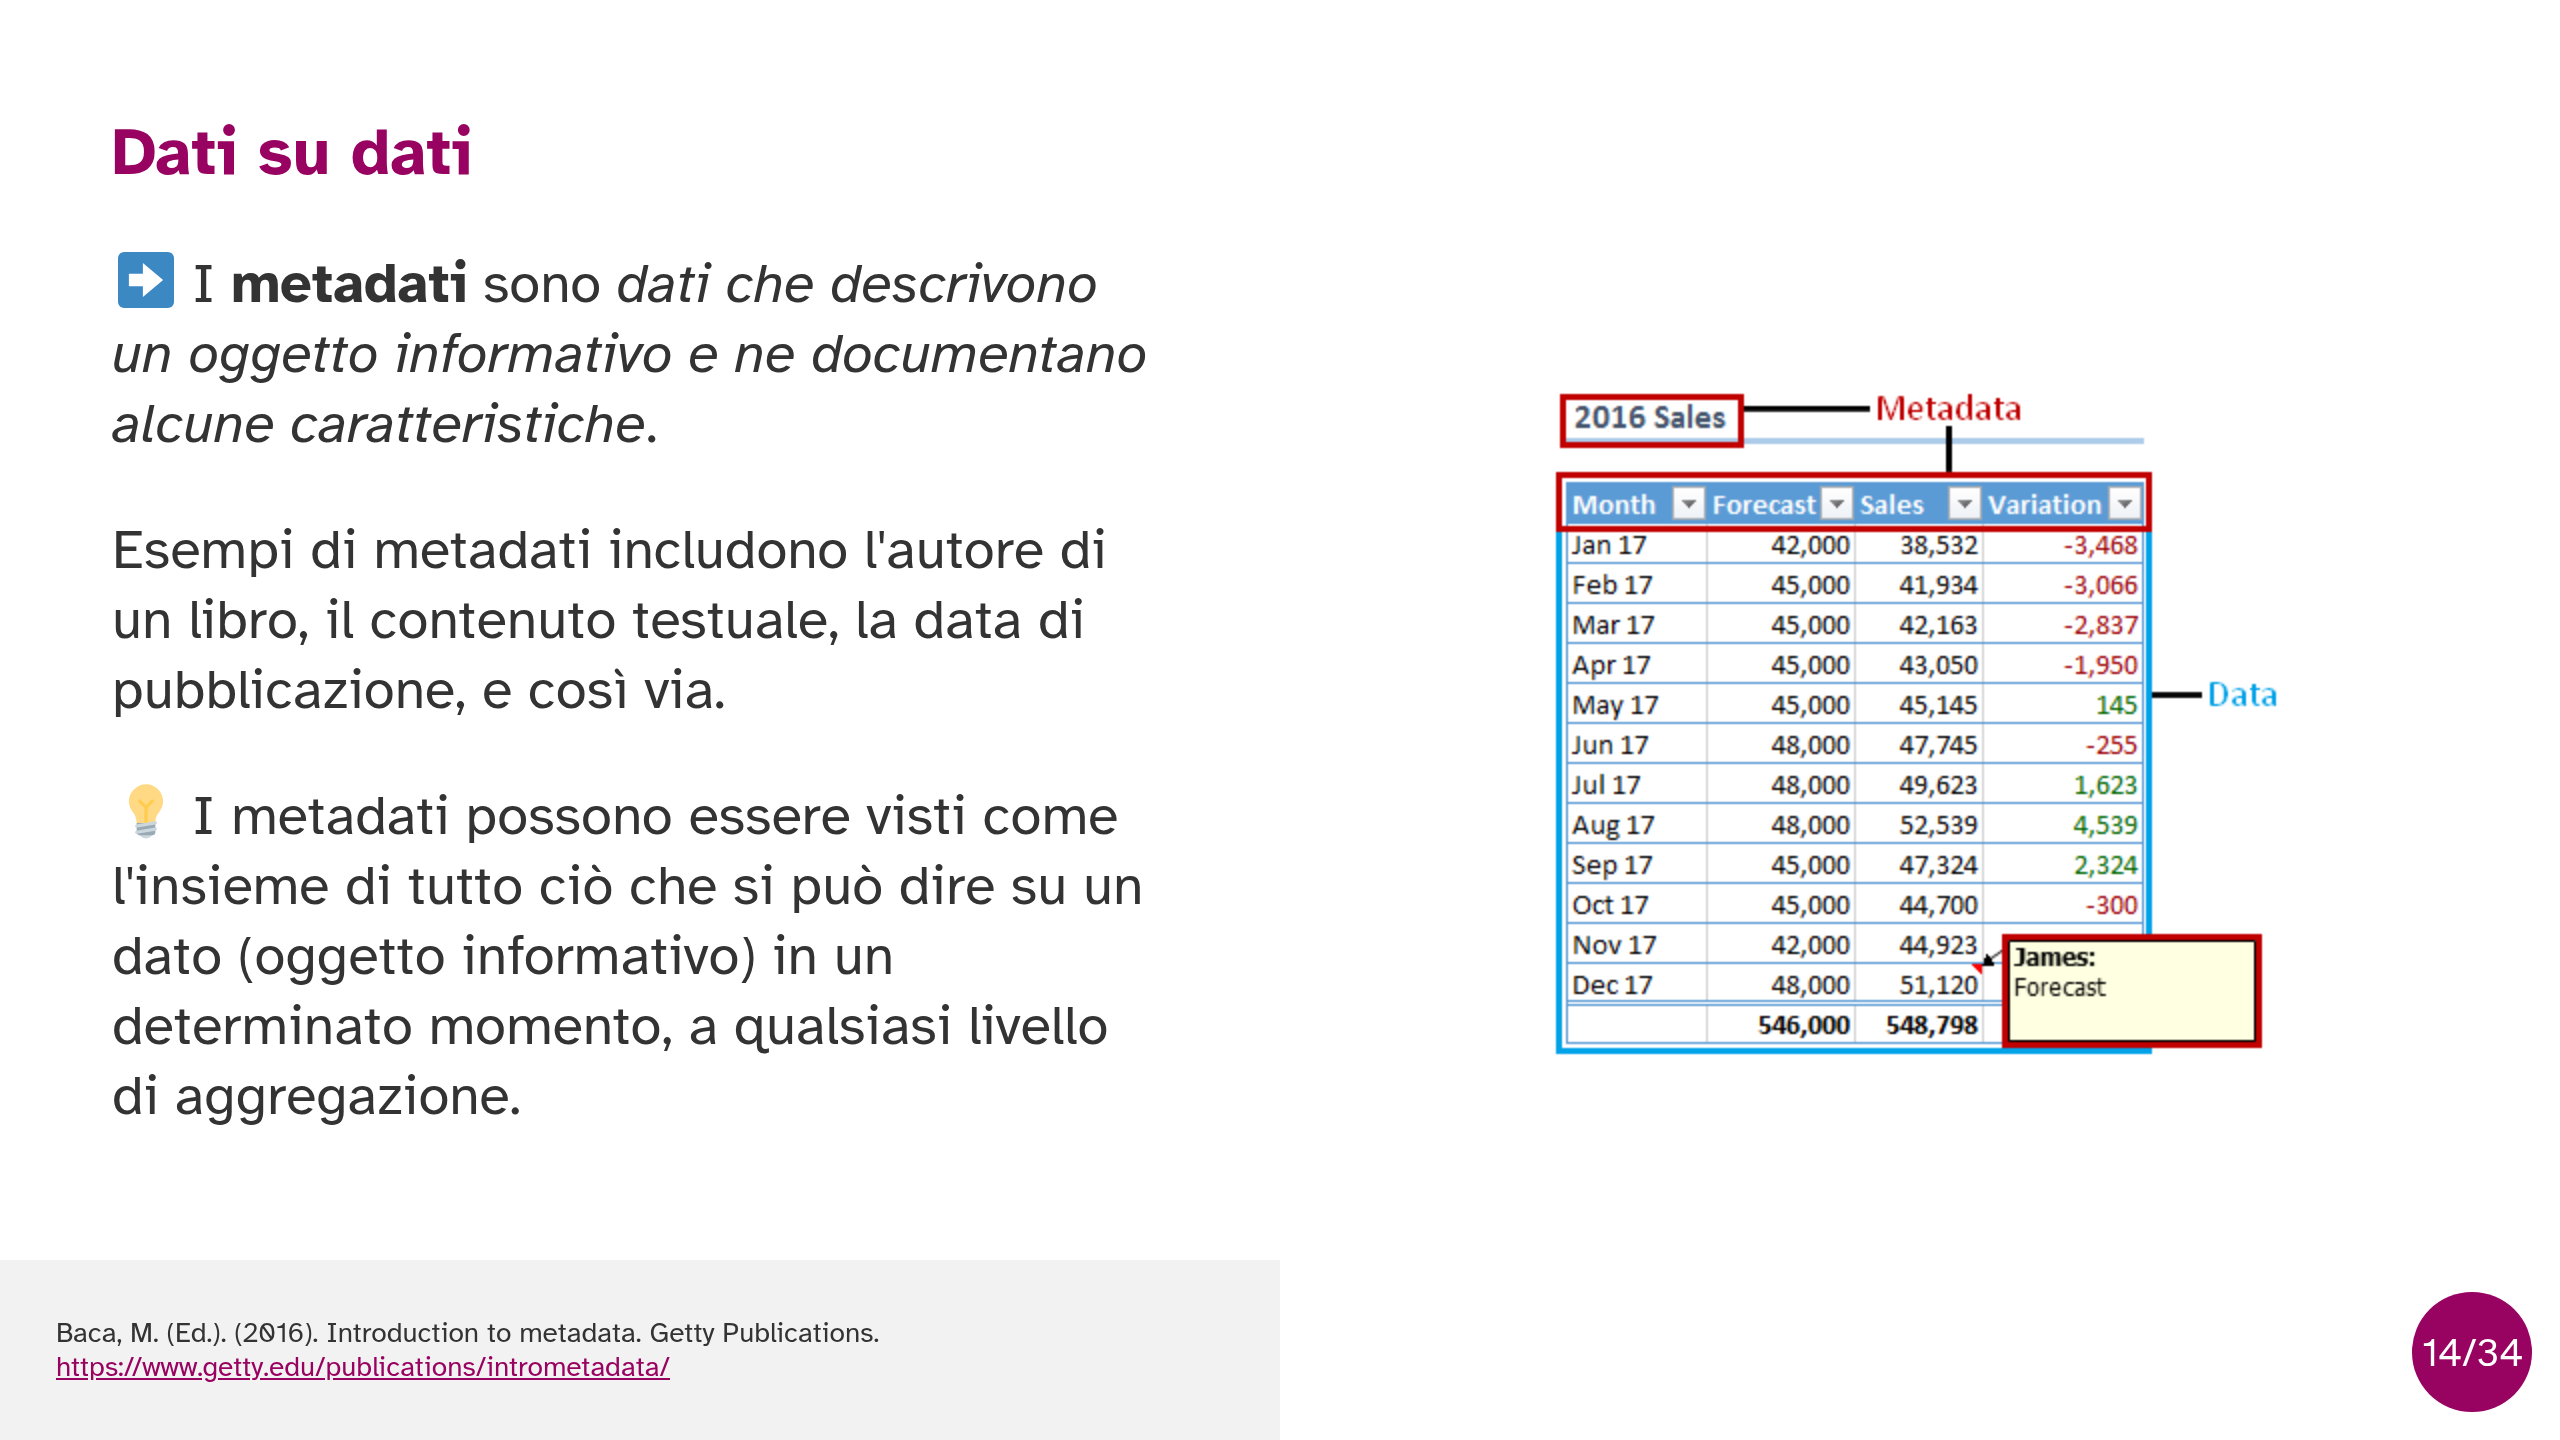 Dati su dati
➡ I metadati sono dati che descrivono
un oggetto informativo e ne documentano
alcune caratteristiche.
Esempi di metadati includono l'autore di
un libro, il contenuto testuale, la data di
pubblicazione, e così via.
💡 I metadati possono essere visti come
l'insieme di tutto ciò che si può dire su un
dato (oggetto informativo) in un
determinato momento, a qualsiasi livello
di aggregazione.
2016 Sales
Metadata
Month Forecast Sales Variation
Jan 17 42,000 38,532 -3,468
Feb 17 45,000 41,934 -3,066
Mar 17 45,000 42,163 -2,837
Apr 17 45,000 43,050 -1,950
May 17 45,000 45,145 145
Jun 17 48,000 47,745 -255
Jul 17 48,000 49,623 1,623
Aug 17 48,000 52,539 4,539
Sep 17 45,000 47,324 2,324
Oct 17 45,000 44,700 -300
Nov 17 42,000 44,923
Dec 17 48,000 51,120
546,000 548,798
Data
James:
Forecast
Baca, M. (Ed.). (2016). Introduction to metadata. Getty Publications.
https://www.getty.edu/publications/intrometadata/
14/34